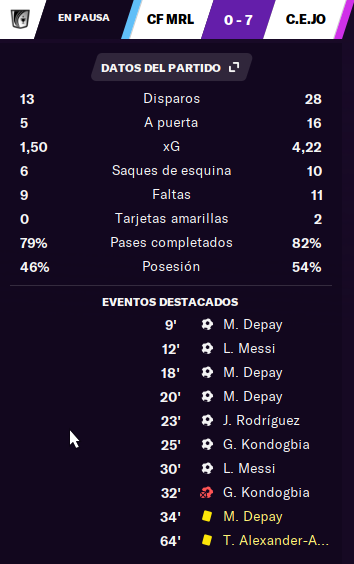 EN PAUSA CF MRL 0 - 7 C.E.JO
DATOS DEL PARTIDO
13 Disparos 28
5 A puerta 16
1,50 xG 4,22
6 Saques de esquina 10
9 Faltas 11
0 Tarjetas amarillas 2
79% Pases completados 82%
46% Posesión 54%
EVENTOS DESTACADOS
9' M. Depay
12' L. Messi
18' M. Depay
20' M. Depay
23' J. Rodríguez
25' G. Kondogbia
30' L. Messi
32' G. Kondogbia
34' M. Depay
64' T. Alexander-A...